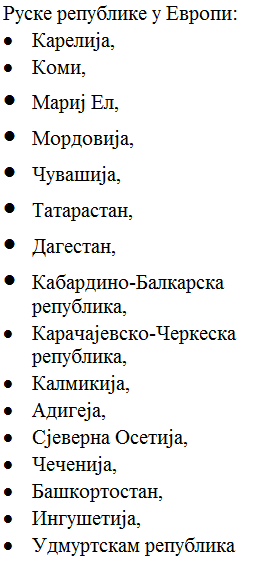 Руске републике у Европи:
• Карелија,
• Коми,
• Мариј Ел,
• Мордовија,
• Чувашија,
• Татарастан,
• Дагестан,
• Кабардино-Балкарска
република,
• Карачајевско-Черкеска
република,
• Калмикија,
• Адигеја,
• Сјеверна Осетија,
• Чеченија,
• Башкортостан,
• Ингушетија,
• Удмуртскам република